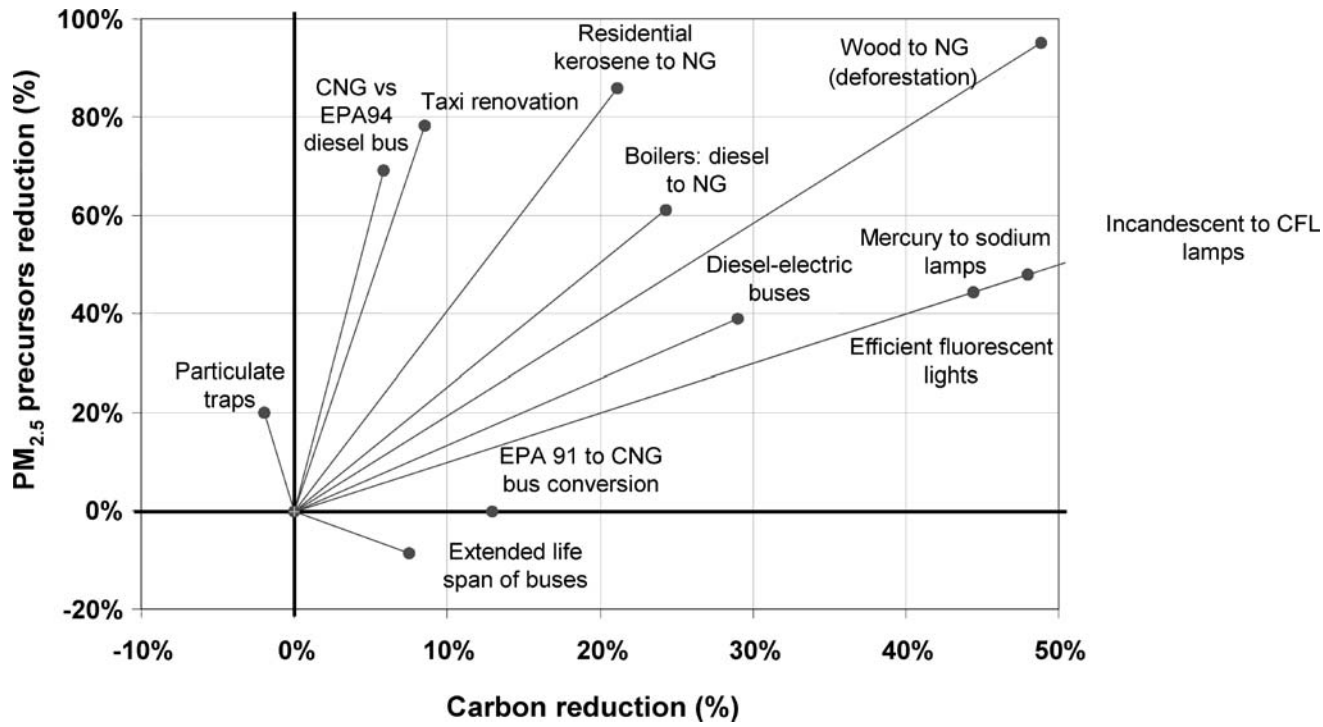 100%
80%
60%
40%
20%
0%
-20%
PM2.5 precursors reduction (%)
CNG vs
EPA94
diesel bus
Taxi renovation
Residential
kerosene to NG
Wood to NG
(deforestation)
Boilers: diesel
to NG
Mercury to sodium
lamps
Incandescent to CFL
lamps
Diesel-electric
buses
Efficient fluorescent
lights
Particulate
traps
EPA 91 to CNG
bus conversion
Extended life
span of buses
-10%
0%
10%
20%
30%
40%
50%
Carbon reduction (%)